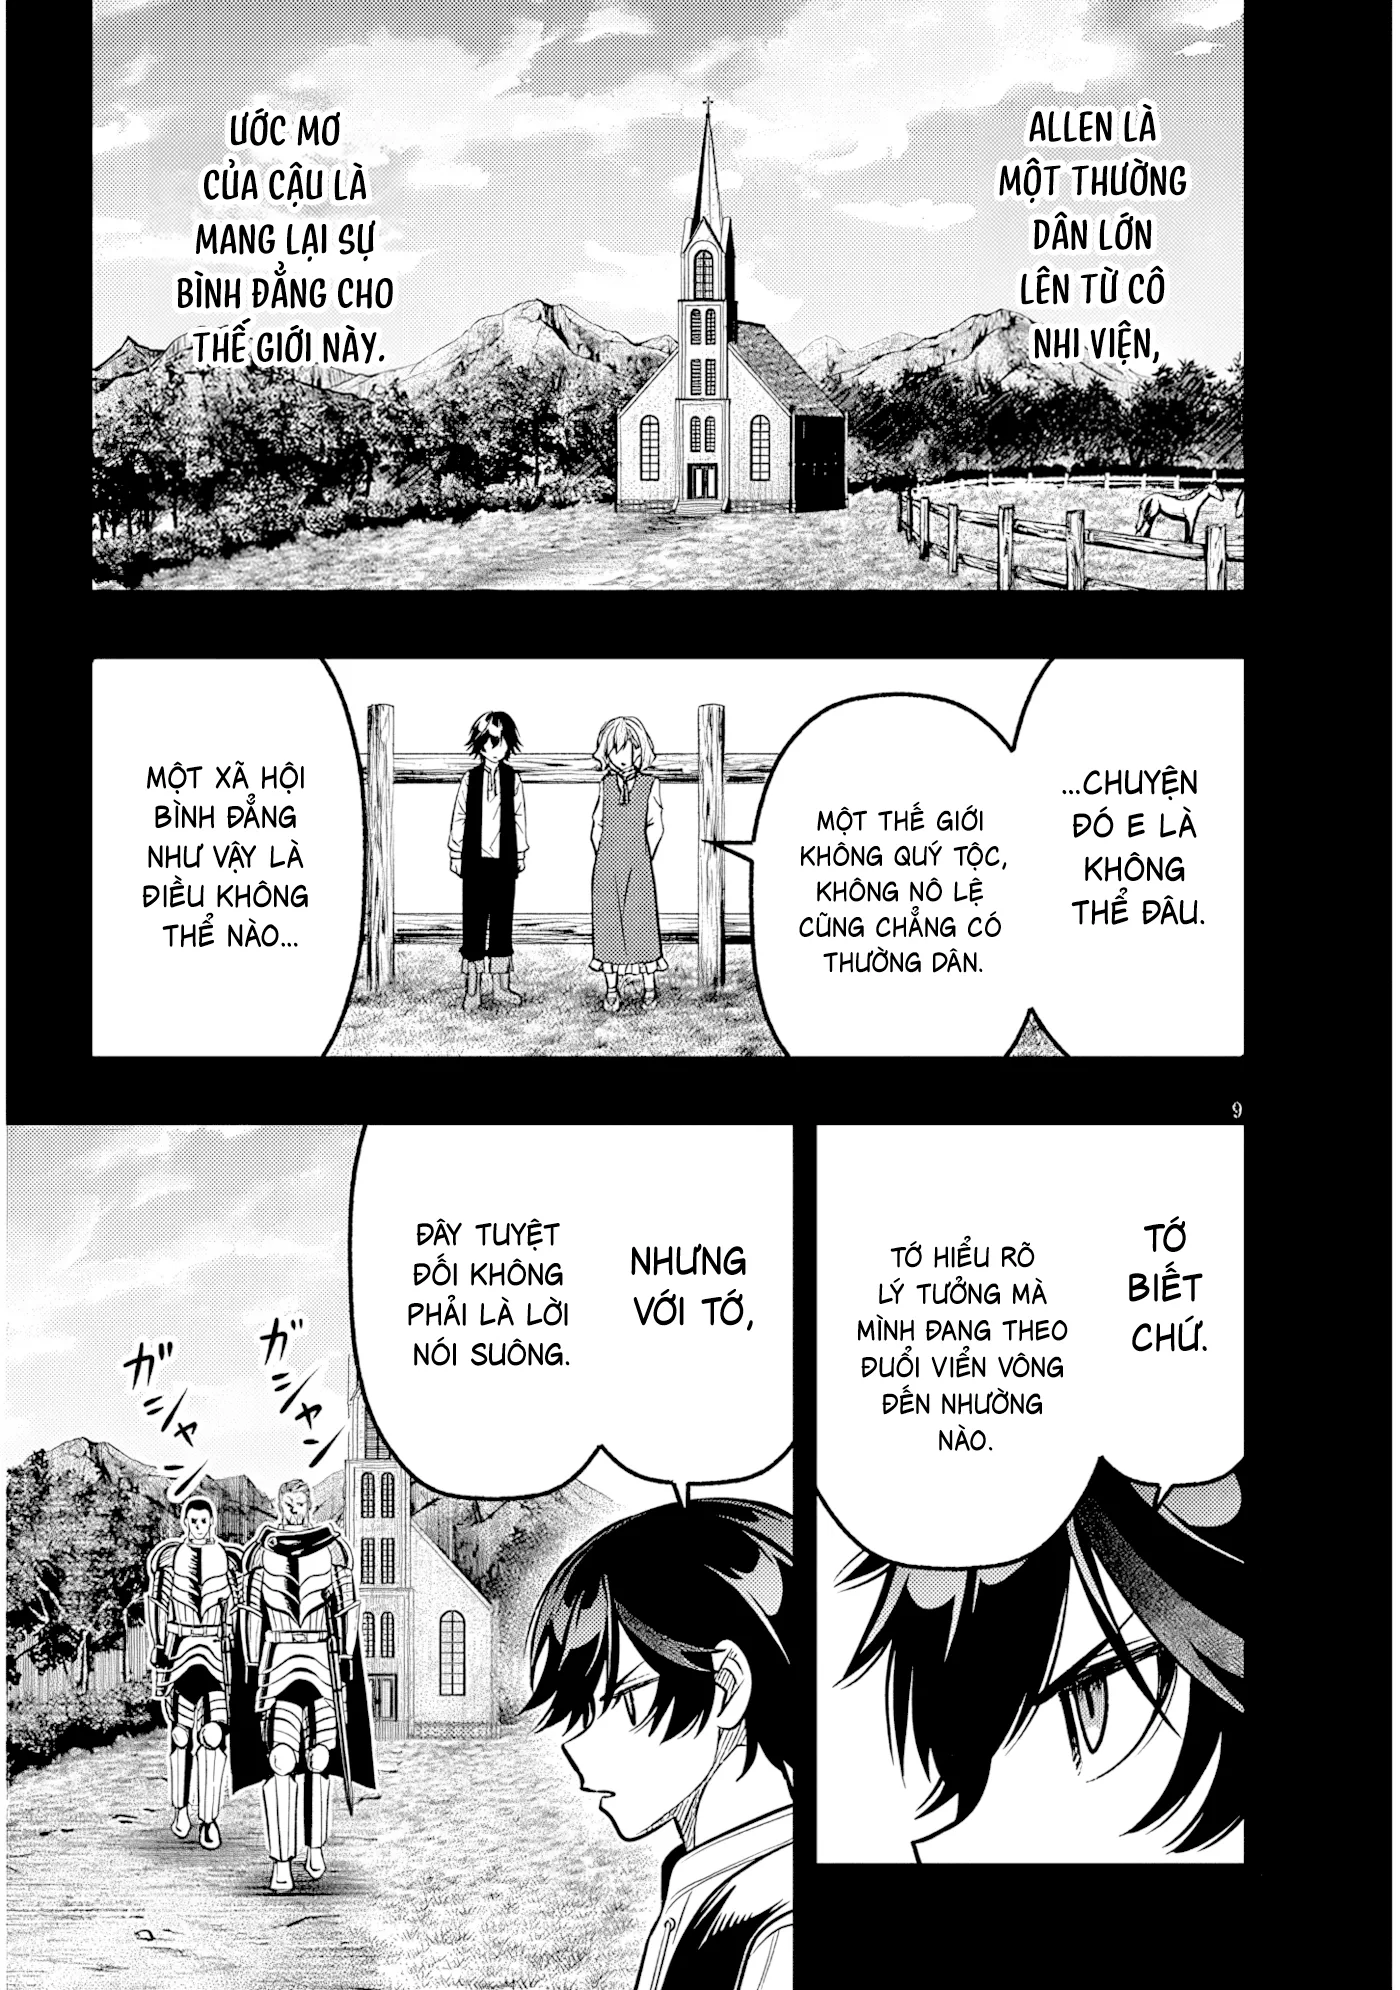 ALLEN LÀ
MỘT THƯỜNG
DÂN LỚN
LÊN TỪ CÔ
NHI VIỆN,
ƯỚC MƠ
CỦA CẬU LÀ
MANG LẠI SỰ
BÌNH ĐẲNG CHO
THẾ GIỚI NÀY.
...CHUYỆN
ĐÓ E LÀ
KHÔNG
THỂ ĐÂU.
MỘT THẾ GIỚI
KHÔNG QUÝ TỘC,
KHÔNG NÔ LỆ
CŨNG CHẲNG CÓ
THƯỜNG DÂN.
MỘT XÃ HỘI
BÌNH ĐẲNG
NHƯ VẬY LÀ
ĐIỀU KHÔNG
THỂ NÀO...
9
TỚ
BIẾT
CHỨ.
TỚ HIỂU RÕ
LÝ TƯỞNG MÀ
MÌNH ĐANG THEO
ĐUỔI VIỂN VÔNG
ĐẾN NHƯỜNG
NÀO.
NHƯNG
VỚI TỚ,
ĐÂY TUYỆT
ĐỐI KHÔNG
PHẢI LÀ LỜI
NÓI SUÔNG.
ガシャ
ガシャ